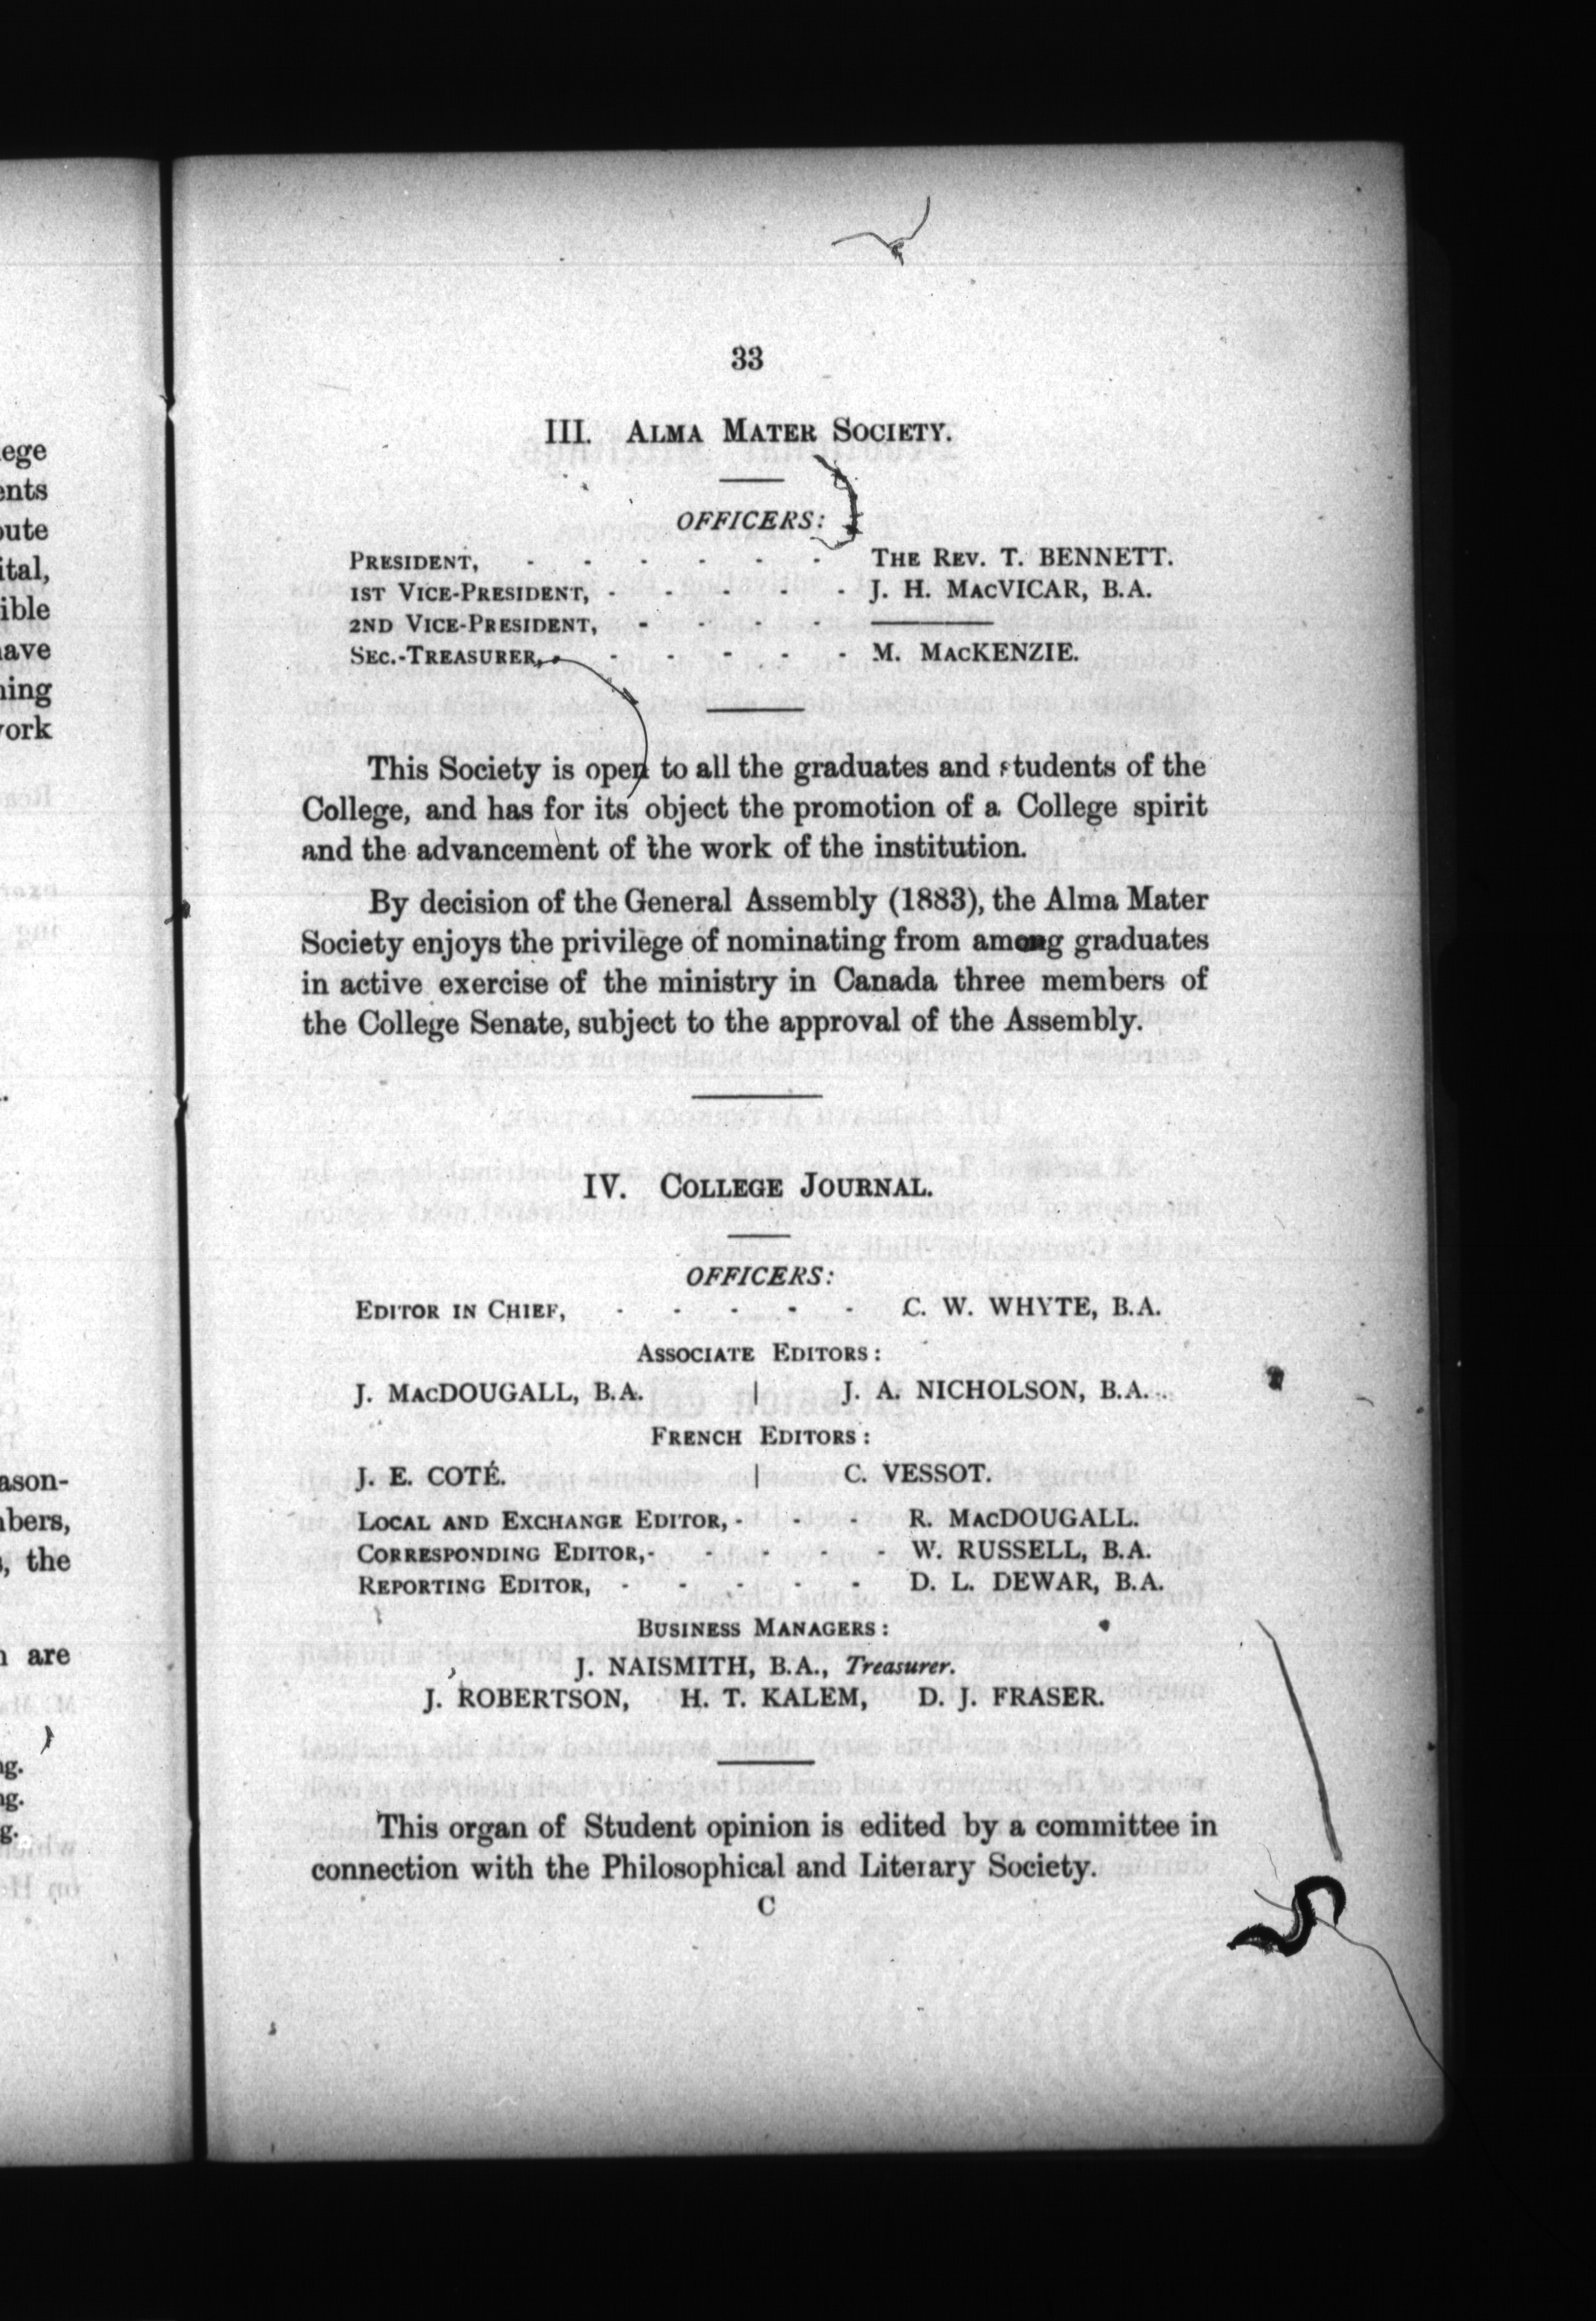 33
III. ALMA MATER SOCIETY.
OFFICERS:
PRESIDENT, - - - - - - THE REV. T. BENNETT.
1ST VICE-PRESIDENT, - - - - - J. H. MACVICAR, B.A.
2ND VICE-PRESIDENT, - - - - ————
SEC.-TREASURER, - - - - - M. MACKENZIE.
This Society is open to all the graduates and students of the
College, and has for its object the promotion of a College spirit
and the advancement of the work of the institution.
By decision of the General Assembly (1883), the Alma Mater
Society enjoys the privilege of nominating from among graduates
in active exercise of the ministry in Canada three members of
the College Senate, subject to the approval of the Assembly.
IV. COLLEGE JOURNAL.
OFFICERS:
EDITOR IN CHIEF, - - - - - C. W. WHYTE, B.A.
ASSOCIATE EDITORS:
J. MACDOUGALL, B.A. | J. A. NICHOLSON, B.A.
FRENCH EDITORS:
J. E. COTÉ. | C. VESSOT.
LOCAL AND EXCHANGE EDITOR, - - - R. MACDOUGALL.
CORRESPONDING EDITOR, - - - - - W. RUSSELL, B.A.
REPORTING EDITOR, - - - - - D. L. DEWAR, B.A.
BUSINESS MANAGERS:
J. NAISMITH, B.A., Treasurer.
J. ROBERTSON, H. T. KALEM, D. J. FRASER.
This organ of Student opinion is edited by a committee in
connection with the Philosophical and Literary Society.
C